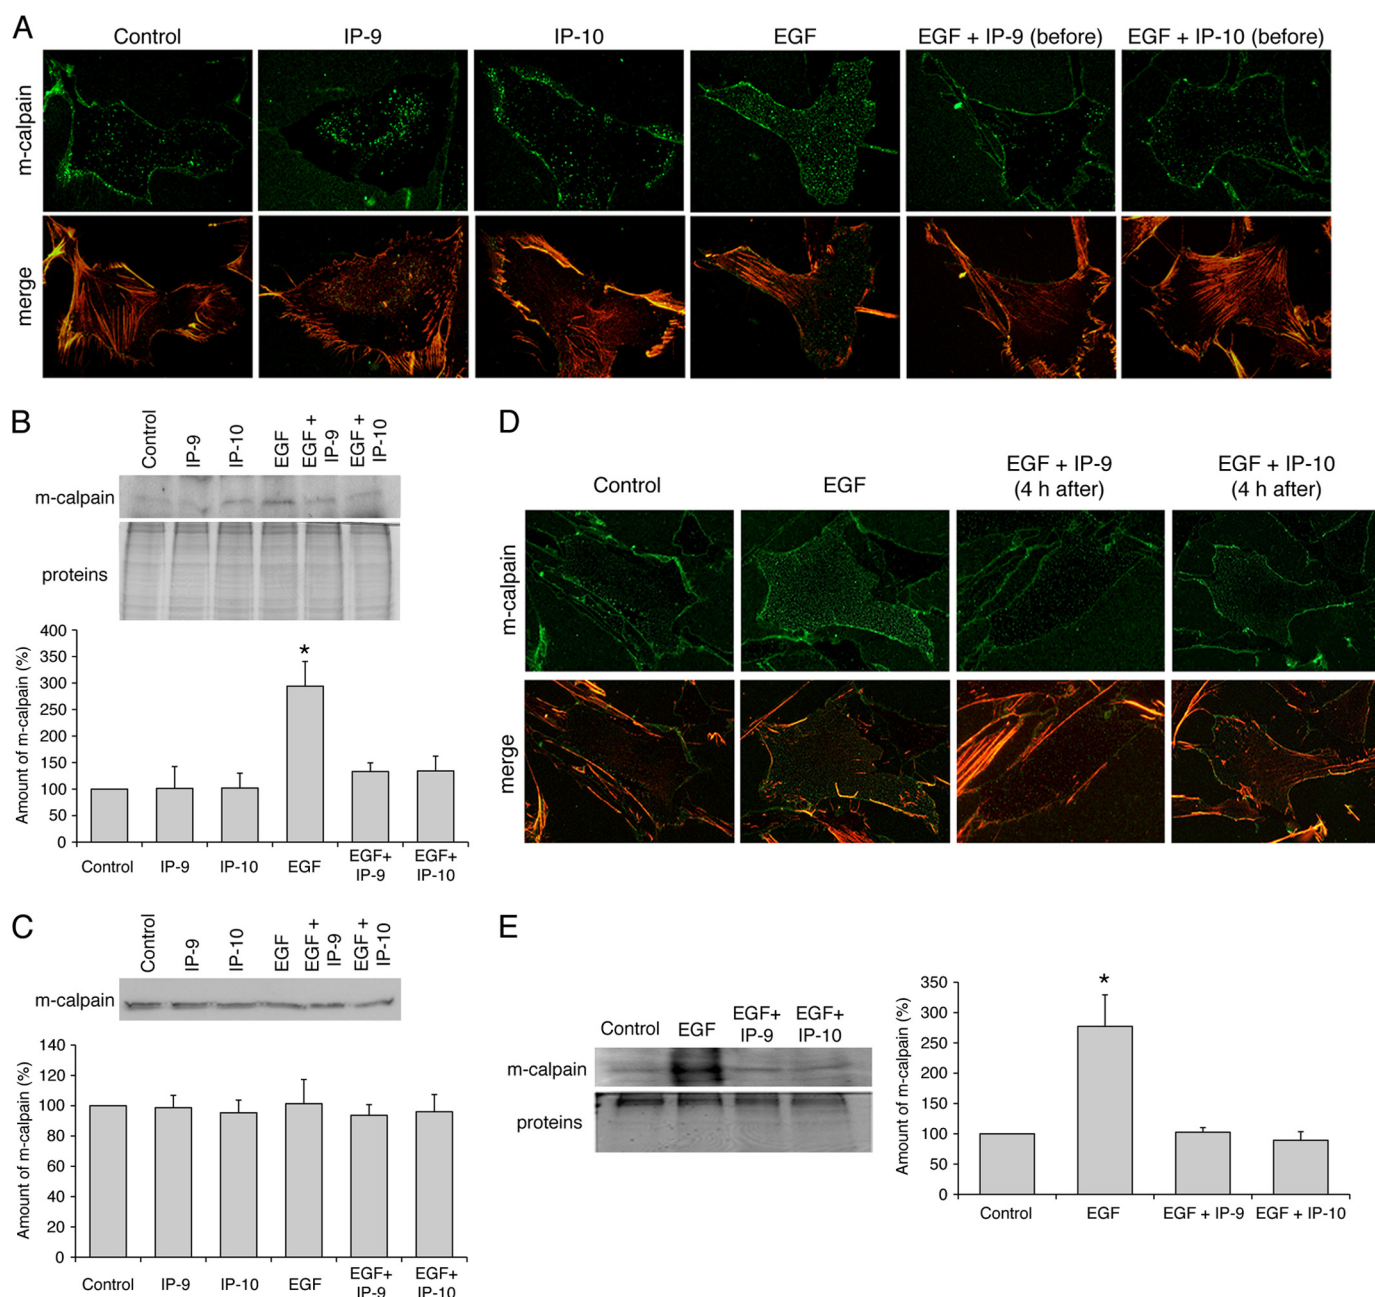 A
Control IP-9 IP-10 EGF EGF + IP-9 (before) EGF + IP-10 (before)
m-calpain
merge
B
Control IP-9 IP-10 EGF EGF + IP-9 EGF + IP-10
m-calpain
proteins
Amount of m-calpain (%)
400
350
300
250
200
150
100
50
0
*
Control IP-9 IP-10 EGF EGF+ IP-9 EGF+ IP-10
C
Control IP-9 IP-10 EGF EGF + IP-9 EGF + IP-10
m-calpain
Amount of m-calpain (%)
140
120
100
80
60
40
20
0
Control IP-9 IP-10 EGF EGF+ IP-9 EGF+ IP-10
D
Control EGF EGF + IP-9 (4 h after) EGF + IP-10 (4 h after)
m-calpain
merge
E
Control EGF EGF+ IP-9 EGF+ IP-10
m-calpain
proteins
Amount of m-calpain (%)
350
300
250
200
150
100
50
0
*
Control EGF EGF + IP-9 EGF + IP-10